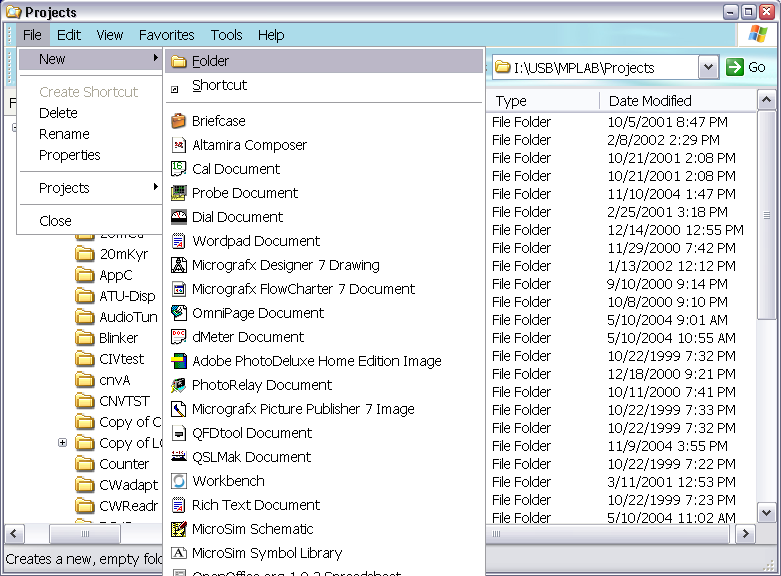 Projects
File Edit View Favorites Tools Help
I:\USB\MPLAB\Projects Go
New
Create Shortcut
Delete
Rename
Properties
Projects
Close
F
Folder
Shortcut
Briefcase
Altamira Composer
Cal Document
Probe Document
Dial Document
Wordpad Document
Micrografx Designer 7 Drawing
Micrografx FlowCharter 7 Document
OmniPage Document
dMeter Document
Adobe PhotoDeluxe Home Edition Image
PhotoRelay Document
Micrografx Picture Publisher 7 Image
QFDtool Document
QSLMak Document
Workbench
Rich Text Document
MicroSim Schematic
MicroSim Symbol Library
OpenOffice.org 1.0.2 Spreadsheet
20mKyr
AppC
ATU-Disp
AudioTun
Blinker
CIVtest
cnvA
CNVTST
Copy of C
Copy of LC
Counter
CWadapt
CWReadr
Type Date Modified
File Folder 10/5/2001 8:47 PM
File Folder 2/8/2002 2:29 PM
File Folder 10/21/2001 2:08 PM
File Folder 10/21/2001 2:08 PM
File Folder 11/10/2004 1:47 PM
File Folder 2/25/2001 3:18 PM
File Folder 12/14/2000 12:55 PM
File Folder 11/29/2000 7:42 PM
File Folder 1/13/2002 12:12 PM
File Folder 9/10/2000 9:14 PM
File Folder 10/8/2000 9:10 PM
File Folder 5/10/2004 9:01 AM
File Folder 5/10/2004 10:55 AM
File Folder 10/22/1999 7:32 PM
File Folder 12/18/2000 9:21 PM
File Folder 10/11/2000 7:41 PM
File Folder 10/22/1999 7:33 PM
File Folder 10/22/1999 7:32 PM
File Folder 11/9/2004 3:55 PM
File Folder 10/22/1999 7:22 PM
File Folder 3/11/2001 12:53 PM
File Folder 10/22/1999 7:23 PM
File Folder 5/10/2004 11:02 AM
Creates a new, empty fold